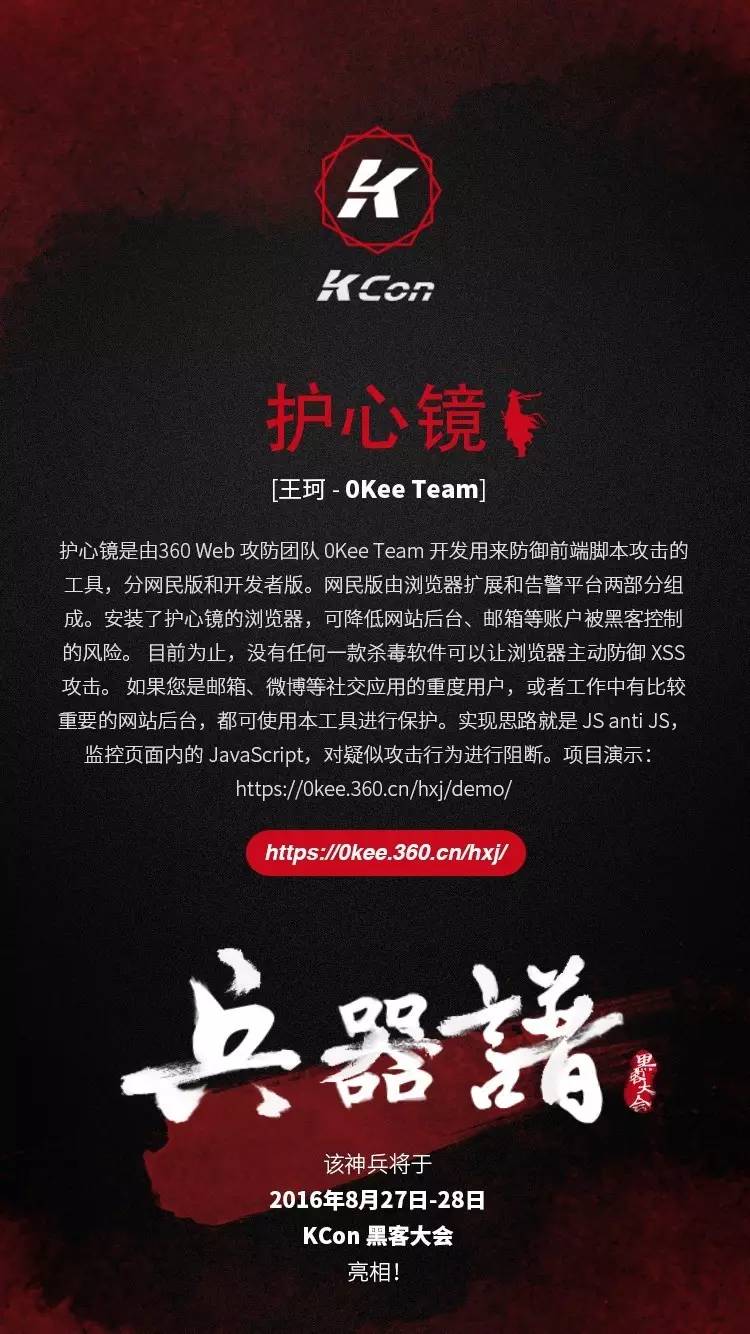 K
KCon
护心镜
[王珂 - 0Kee Team]
护心镜是由360 Web 攻防团队 0Kee Team 开发用来防御前端脚本攻击的
工具，分网民版和开发者版。网民版由浏览器扩展和告警平台两部分组
成。安装了护心镜的浏览器，可降低网站后台、邮箱等账户被黑客控制
的风险。 目前为止，没有任何一款杀毒软件可以让浏览器主动防御 XSS
攻击。 如果您是邮箱、微博等社交应用的重度用户，或者工作中有比较
重要的网站后台，都可使用本工具进行保护。实现思路就是 JS anti JS，
监控页面内的 JavaScript，对疑似攻击行为进行阻断。项目演示：
https://0kee.360.cn/hxj/demo/
https://0kee.360.cn/hxj/
兵器譜
黑客大会
该神兵将于
2016年8月27日-28日
KCon 黑客大会
亮相！